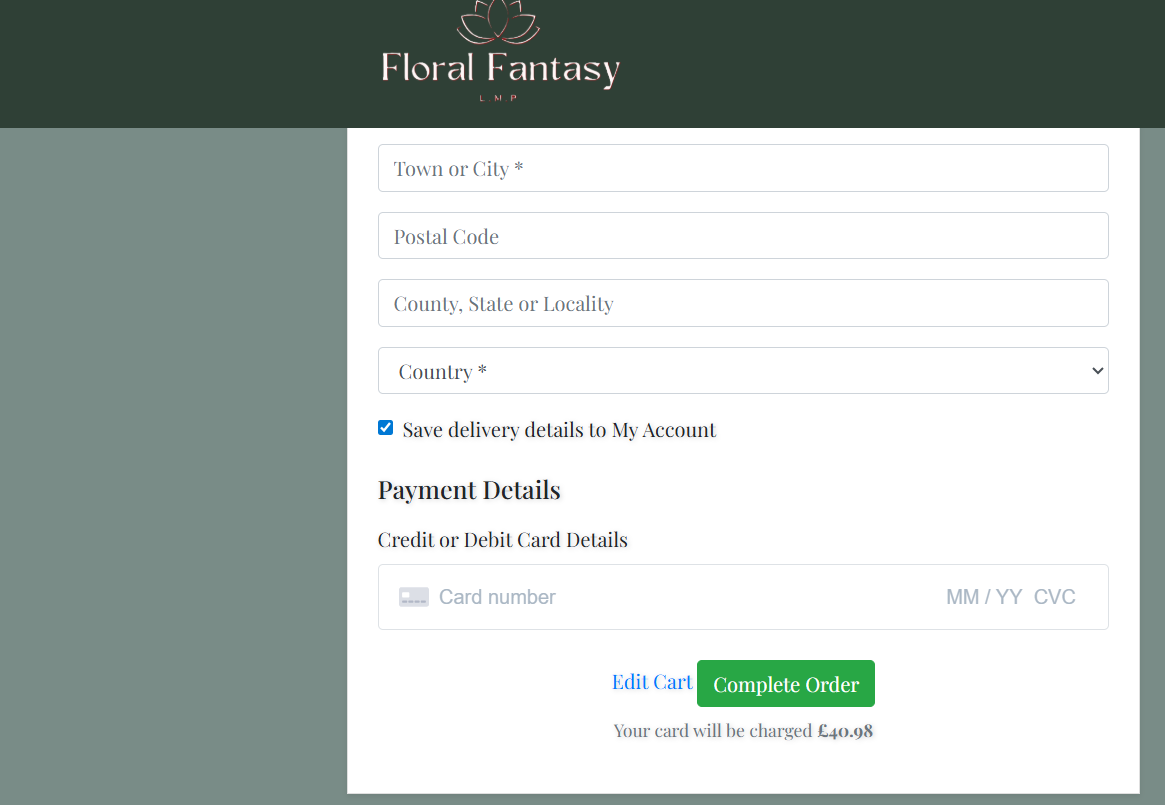 Floral Fantasy
L.M.P
Town or City *
Postal Code
County, State or Locality
Country *
Save delivery details to My Account
Payment Details
Credit or Debit Card Details
Card number MM / YY CVC
Edit Cart Complete Order
Your card will be charged £40.98